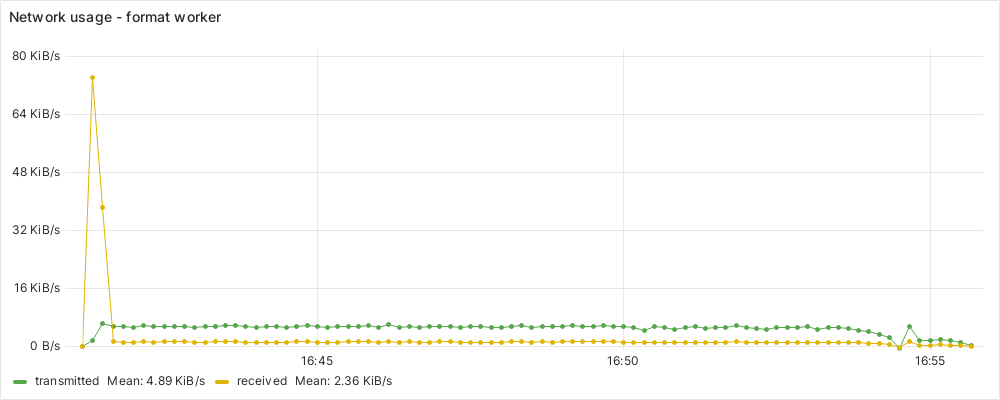 Network usage - format worker
80 KiB/s
64 KiB/s
48 KiB/s
32 KiB/s
16 KiB/s
0 B/s
16:45 16:50 16:55
transmitted Mean: 4.89 KiB/s received Mean: 2.36 KiB/s